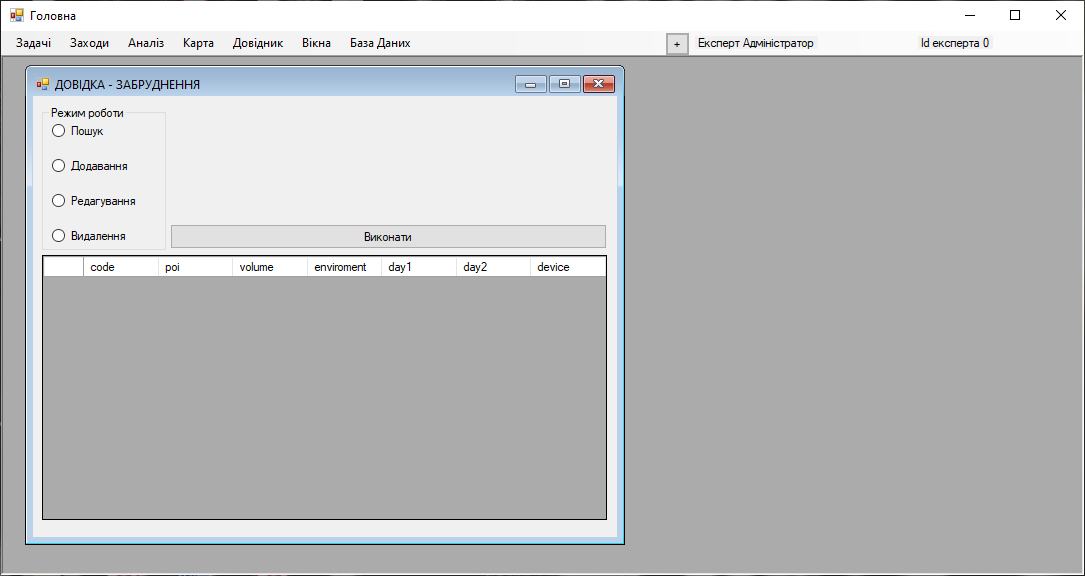 Головна
Задачі Заходи Аналіз Карта Довідник Вікна База Даних + Експерт Адміністратор Id експерта 0
ДОВІДКА - ЗАБРУДНЕННЯ
Режим роботи
Пошук
Додавання
Редагування
Видалення
Виконати
code poi volume enviroment day1 day2 device